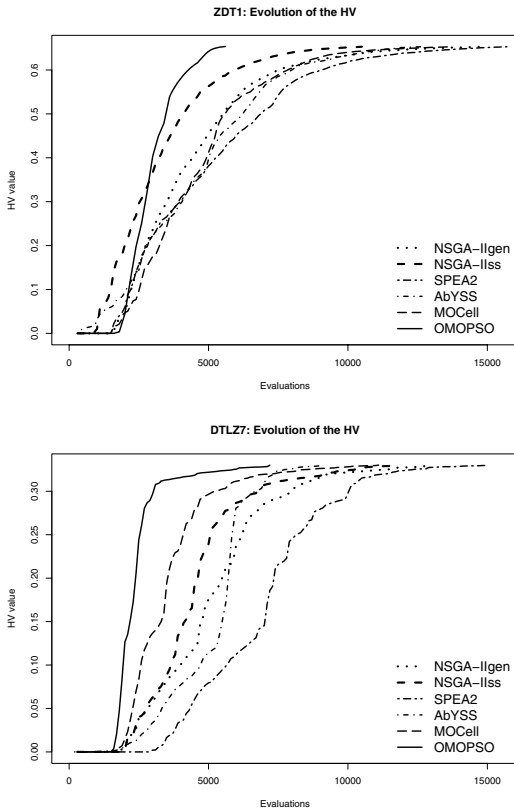 ZDT1: Evolution of the HV
HV value
0.6
0.5
0.4
0.3
0.2
0.1
0.0
NSGA−IIgen
NSGA−IIss
SPEA2
AbYSS
MOCell
OMOPSO
0 5000 10000 15000
Evaluations
DTLZ7: Evolution of the HV
HV value
0.30
0.25
0.20
0.15
0.10
0.05
0.00
NSGA−IIgen
NSGA−IIss
SPEA2
AbYSS
MOCell
OMOPSO
0 5000 10000 15000
Evaluations